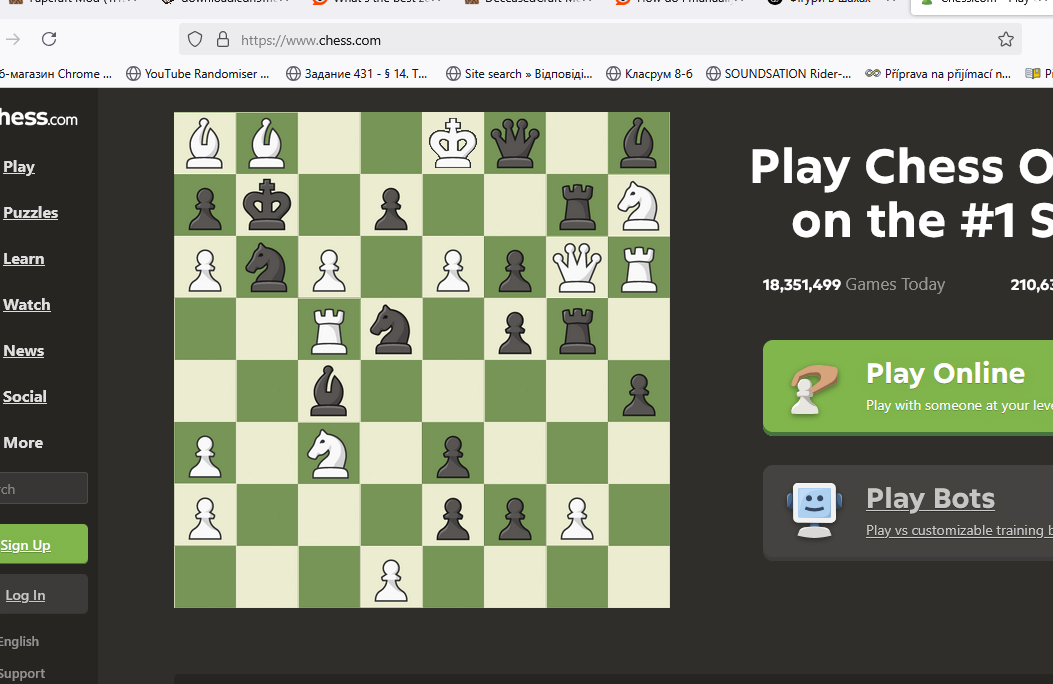 https://www.chess.com
б-магазин Chrome ...
YouTube Randomiser ...
Задание 431 - § 14. Т...
Site search » Відповіді...
Класрум 8-б
SOUNDSATION Rider-...
Příprava na přijímací n...
hess.com
Play
Puzzles
Learn
Watch
News
Social
More
rch
Sign Up
Log In
English
Support
Play Chess O
on the #1 S
18,351,499 Games Today
210,63
Play Online
Play with someone at your leve
Play Bots
Play vs customizable training b